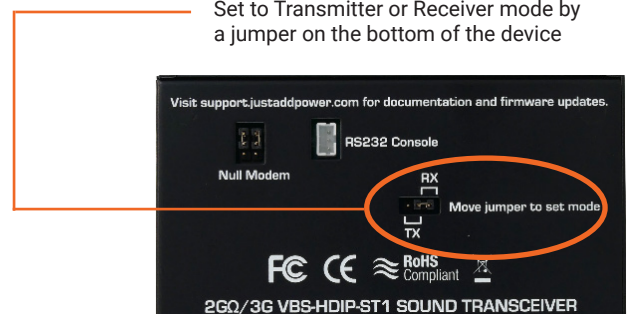 Set to Transmitter or Receiver mode by
a jumper on the bottom of the device
Visit support.justaddpower.com for documentation and firmware updates.
RS232 Console
Null Modem
RX
Move jumper to set mode
TX
FC CE RoHS
Compliant
2GΩ/3G VBS-HDIP-ST1 SOUND TRANSCEIVER